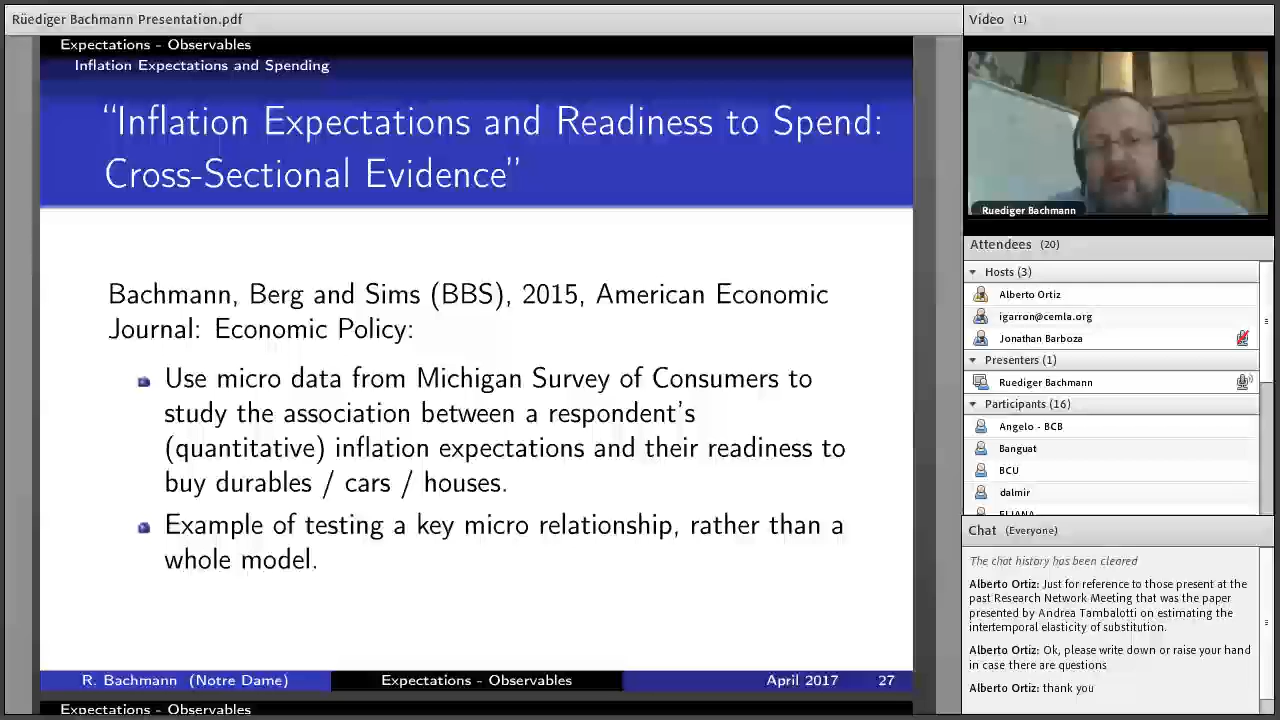 Rüediger Bachmann Presentation.pdf
Expectations - Observables
Inflation Expectations and Spending
“Inflation Expectations and Readiness to Spend:
Cross-Sectional Evidence”
Bachmann, Berg and Sims (BBS), 2015, American Economic
Journal: Economic Policy:
Use micro data from Michigan Survey of Consumers to
study the association between a respondent's
(quantitative) inflation expectations and their readiness to
buy durables / cars / houses.
Example of testing a key micro relationship, rather than a
whole model.
R. Bachmann (Notre Dame)
Expectations - Observables
April 2017
27
Expectations - Observables
Video (1)
Ruediger Bachmann
Attendees (20)
Hosts (3)
Alberto Ortiz
igarron@cemla.org
Jonathan Barboza
Presenters (1)
Ruediger Bachmann
Participants (16)
Angelo - BCB
Banguat
BCU
dalmir
Chat (Everyone)
The chat history has been cleared
Alberto Ortiz: Just for reference to those present at the
past Research Network Meeting that was the paper
presented by Andrea Tambalotti on estimating the
intertemporal elasticity of substitution.
Alberto Ortiz: Ok, please write down or raise your hand
in case there are questions
Alberto Ortiz: thank you